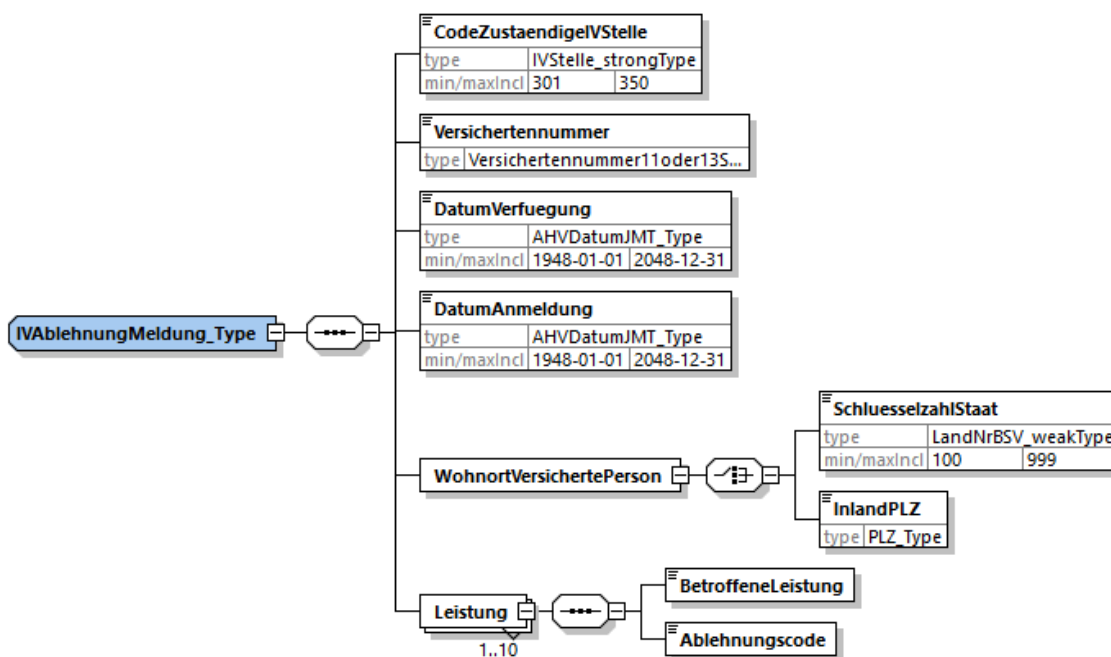 CodeZustaendigeIVStelle
type IVStelle_strongType
min/maxIncl 301 350
Versichertennummer
type Versichertennummer11oder13S...
DatumVerfuegung
type AHVDatumJMT_Type
min/maxIncl 1948-01-01 2048-12-31
IVAblehnungMeldung_Type
DatumAnmeldung
type AHVDatumJMT_Type
min/maxIncl 1948-01-01 2048-12-31
WohnortVersichertePerson
SchluesselzahlStaat
type LandNrBSV_weakType
min/maxIncl 100 999
InlandPLZ
type PLZ_Type
Leistung
1..10
BetroffeneLeistung
Ablehnungscode